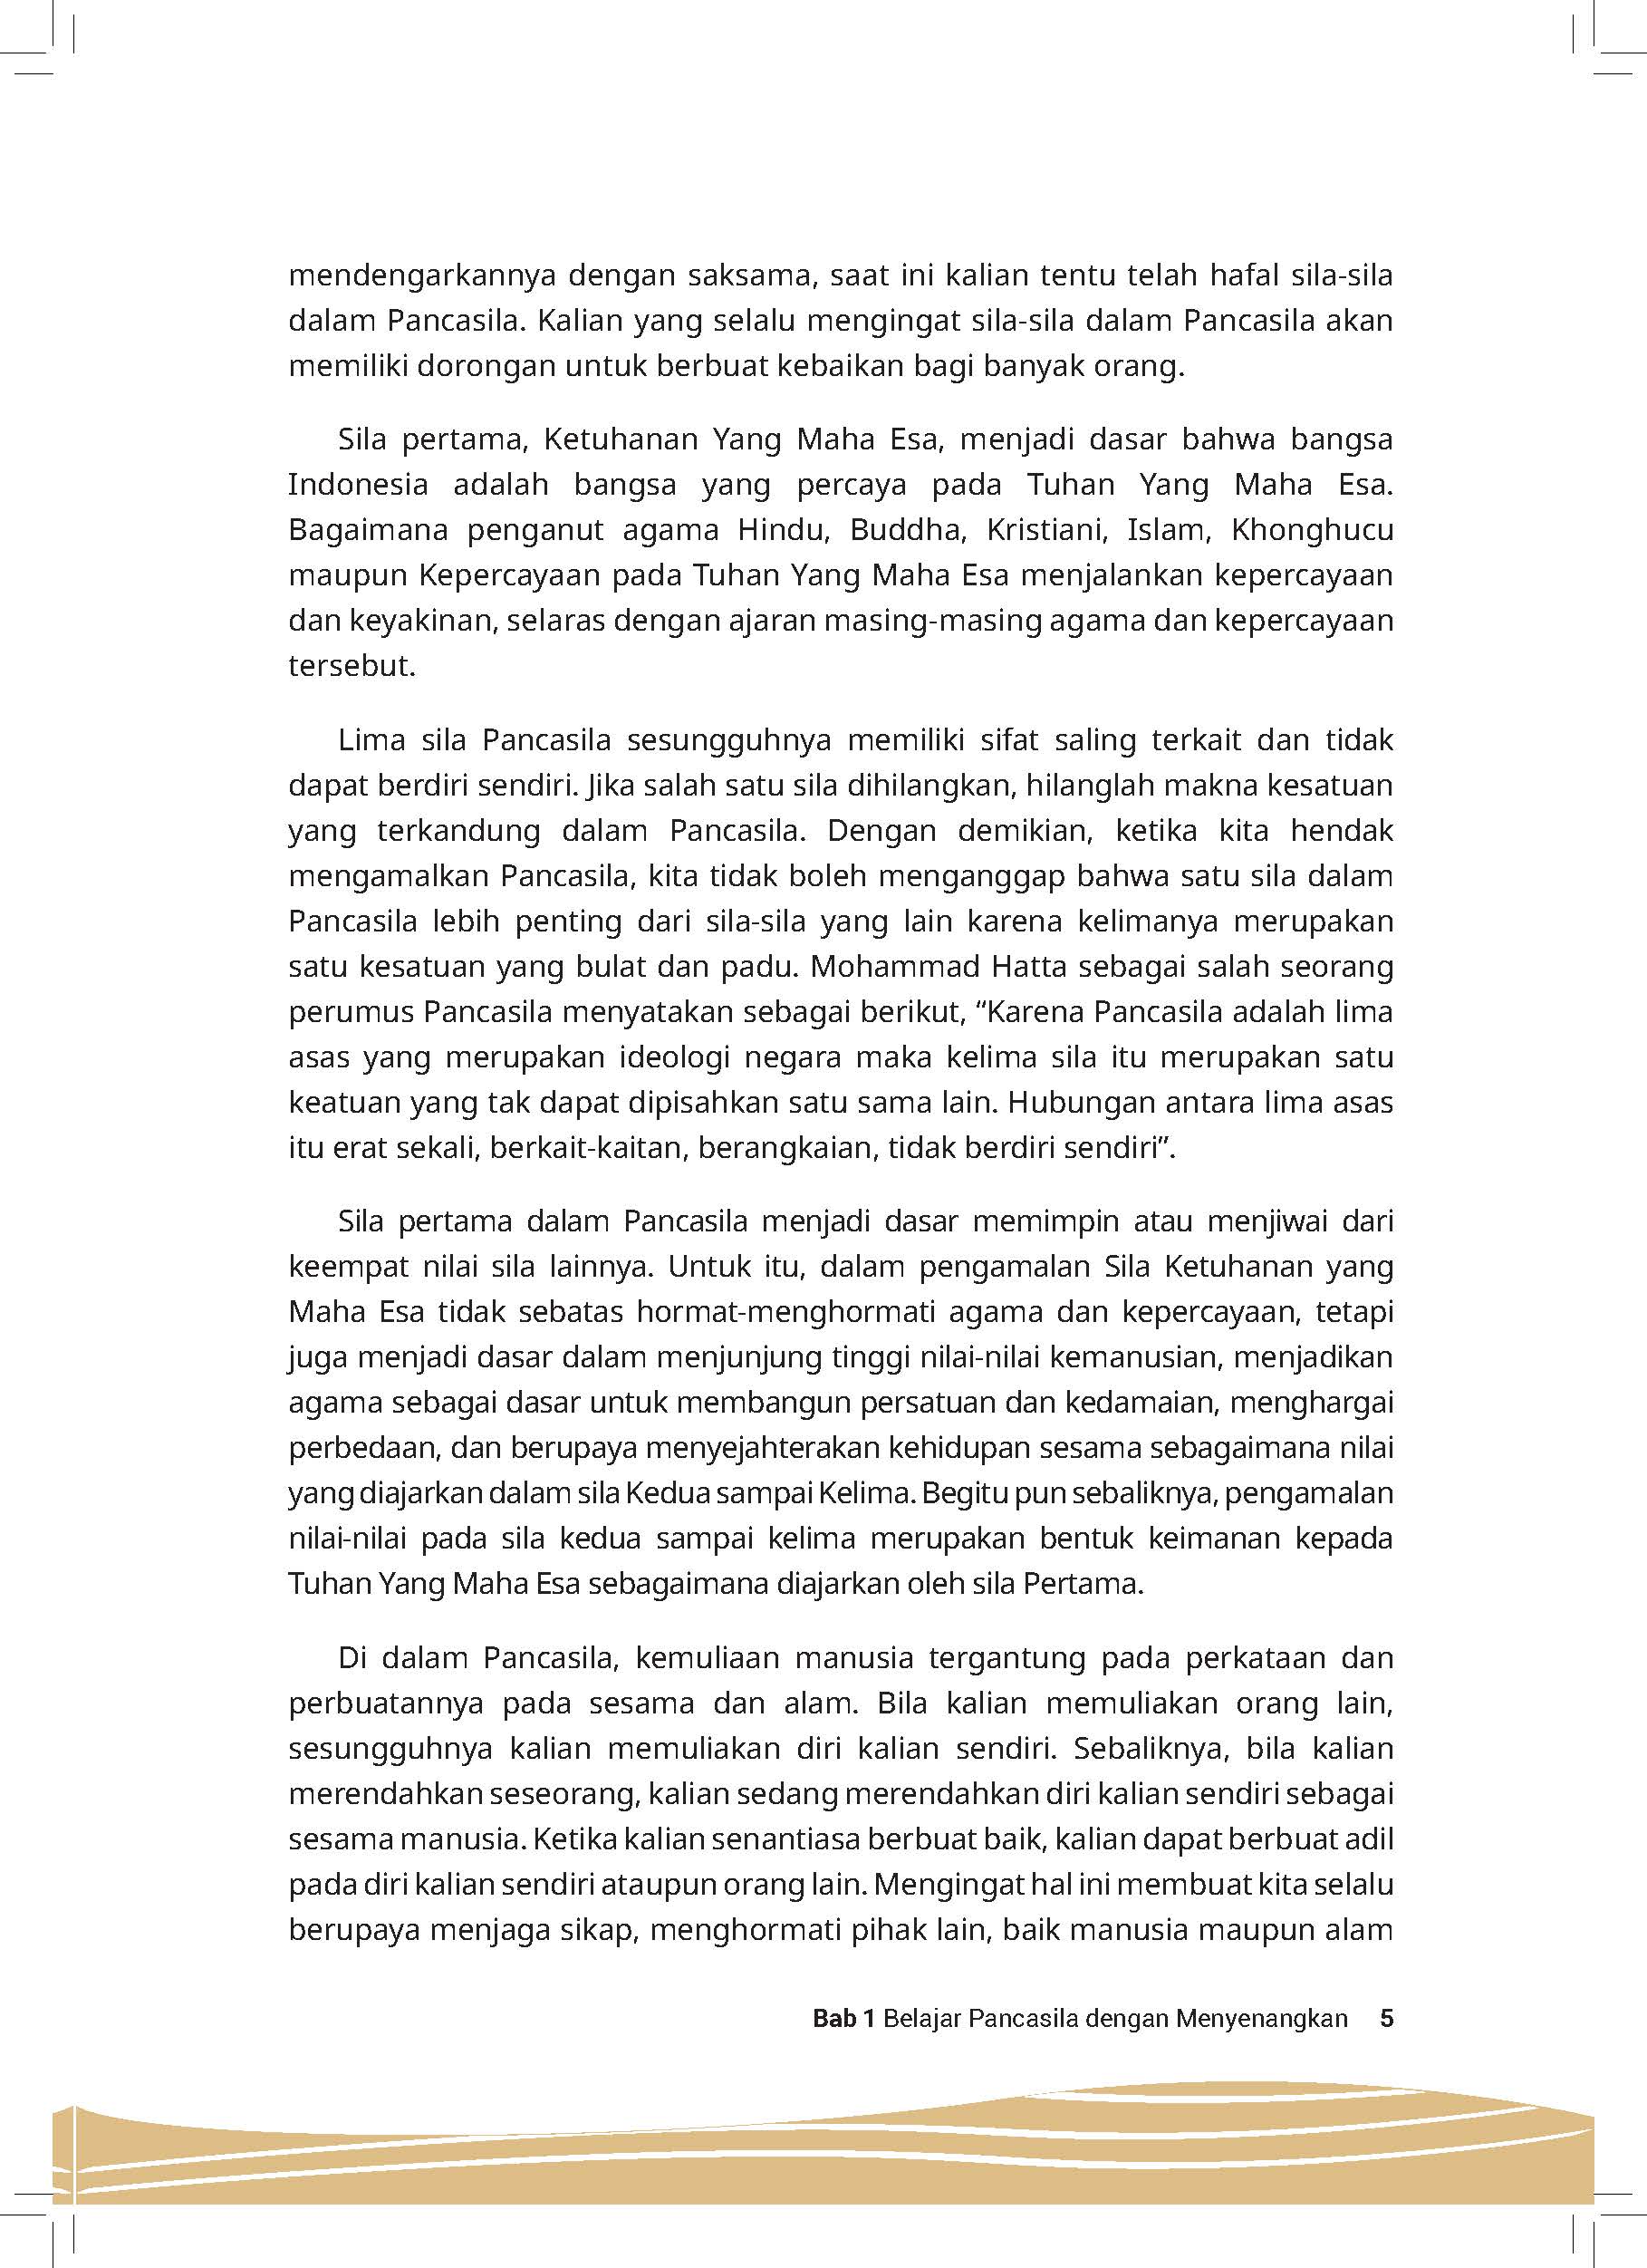 mendengarkannya dengan saksama, saat ini kalian tentu telah hafal sila-sila
dalam Pancasila. Kalian yang selalu mengingat sila-sila dalam Pancasila akan
memiliki dorongan untuk berbuat kebaikan bagi banyak orang.
Sila pertama, Ketuhanan Yang Maha Esa, menjadi dasar bahwa bangsa
Indonesia adalah bangsa yang percaya pada Tuhan Yang Maha Esa.
Bagaimana penganut agama Hindu, Buddha, Kristiani, Islam, Khonghucu
maupun Kepercayaan pada Tuhan Yang Maha Esa menjalankan kepercayaan
dan keyakinan, selaras dengan ajaran masing-masing agama dan kepercayaan
tersebut.
Lima sila Pancasila sesungguhnya memiliki sifat saling terkait dan tidak
dapat berdiri sendiri. Jika salah satu sila dihilangkan, hilanglah makna kesatuan
yang terkandung dalam Pancasila. Dengan demikian, ketika kita hendak
mengamalkan Pancasila, kita tidak boleh menganggap bahwa satu sila dalam
Pancasila lebih penting dari sila-sila yang lain karena kelimanya merupakan
satu kesatuan yang bulat dan padu. Mohammad Hatta sebagai salah seorang
perumus Pancasila menyatakan sebagai berikut, “Karena Pancasila adalah lima
asas yang merupakan ideologi negara maka kelima sila itu merupakan satu
keatuan yang tak dapat dipisahkan satu sama lain. Hubungan antara lima asas
itu erat sekali, berkait-kaitan, berangkaian, tidak berdiri sendiri”.
Sila pertama dalam Pancasila menjadi dasar memimpin atau menjiwai dari
keempat nilai sila lainnya. Untuk itu, dalam pengamalan Sila Ketuhanan yang
Maha Esa tidak sebatas hormat-menghormati agama dan kepercayaan, tetapi
juga menjadi dasar dalam menjunjung tinggi nilai-nilai kemanusian, menjadikan
agama sebagai dasar untuk membangun persatuan dan kedamaian, menghargai
perbedaan, dan berupaya menyejahterakan kehidupan sesama sebagaimana nilai
yang diajarkan dalam sila Kedua sampai Kelima. Begitu pun sebaliknya, pengamalan
nilai-nilai pada sila kedua sampai kelima merupakan bentuk keimanan kepada
Tuhan Yang Maha Esa sebagaimana diajarkan oleh sila Pertama.
Di dalam Pancasila, kemuliaan manusia tergantung pada perkataan dan
perbuatannya pada sesama dan alam. Bila kalian memuliakan orang lain,
sesungguhnya kalian memuliakan diri kalian sendiri. Sebaliknya, bila kalian
merendahkan seseorang, kalian sedang merendahkan diri kalian sendiri sebagai
sesama manusia. Ketika kalian senantiasa berbuat baik, kalian dapat berbuat adil
pada diri kalian sendiri ataupun orang lain. Mengingat hal ini membuat kita selalu
berupaya menjaga sikap, menghormati pihak lain, baik manusia maupun alam
Bab 1 Belajar Pancasila dengan Menyenangkan 5